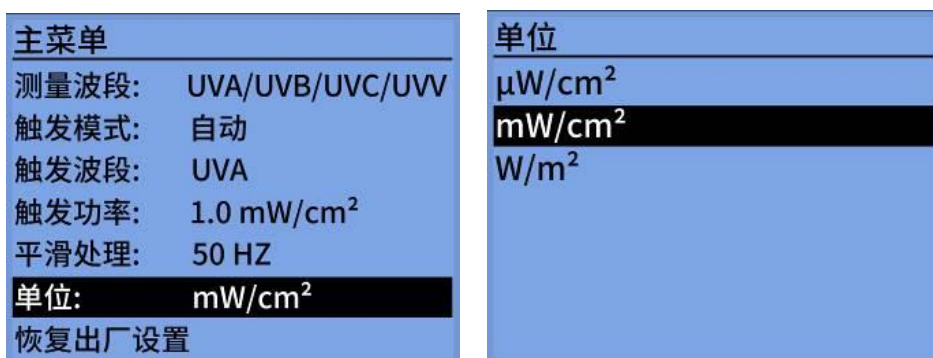 主菜单
测量波段: UVA/UVB/UVC/UVV
触发模式: 自动
触发波段: UVA
触发功率: 1.0 mW/cm²
平滑处理: 50 HZ
单位: mW/cm²
恢复出厂设置
单位
µW/cm²
mW/cm²
W/m²